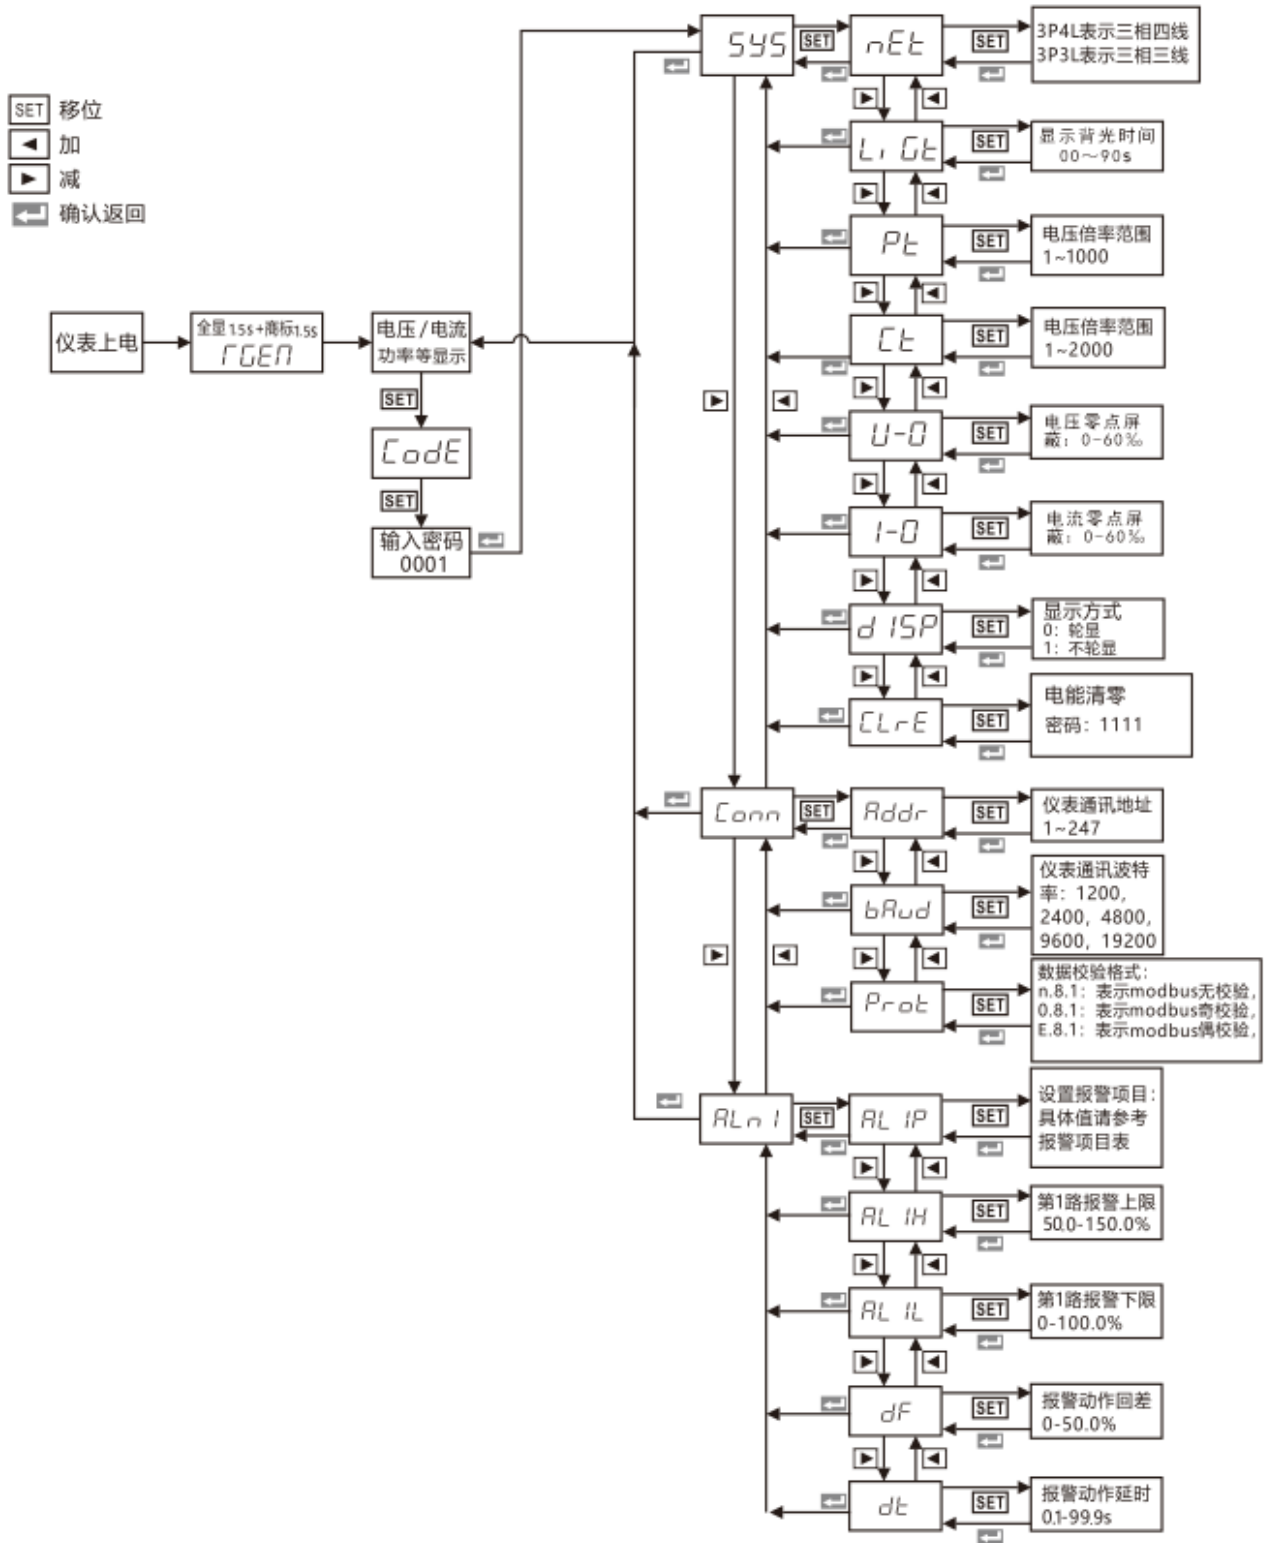 SET 移位
◄ 加
► 减
确认返回
仪表上电
全显1.5s+商标1.5s
电压/电流
功率等显示
SET
CodE
SET
输入密码
0001
SYS
SET
nEt
SET
3P4L表示三相四线
3P3L表示三相三线
LiGt
SET
显示背光时间
00～90s
Pt
SET
电压倍率范围
1~1000
Ct
SET
电压倍率范围
1~2000
U-0
SET
电压零点屏
蔽：0-60‰
I-0
SET
电流零点屏
蔽：0-60‰
dISP
SET
显示方式
0：轮显
1：不轮显
CLrE
SET
电能清零
密码：1111
Conn
SET
Addr
SET
仪表通讯地址
1~247
bAud
SET
仪表通讯波特
率：1200，
2400，4800，
9600，19200
Prot
SET
数据校验格式：
n.8.1：表示modbus无校验，
0.8.1：表示modbus奇校验，
E.8.1：表示modbus偶校验，
ALn1
SET
AL1P
SET
设置报警项目：
具体值请参考
报警项目表
AL1H
SET
第1路报警上限
50.0-150.0%
AL1L
SET
第1路报警下限
0-100.0%
dF
SET
报警动作回差
0-50.0%
dt
SET
报警动作延时
0.1-99.9s